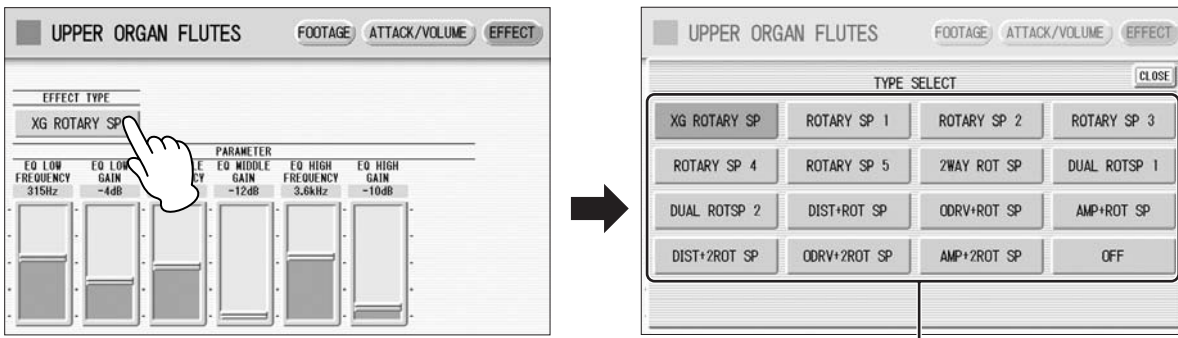 UPPER ORGAN FLUTES FOOTAGE ATTACK/VOLUME EFFECT
EFFECT TYPE
XG ROTARY SP
PARAMETER
EQ LOW FREQUENCY 315Hz
EQ LOW GAIN -4dB
EQ MIDDLE GAIN -12dB
EQ HIGH FREQUENCY 3.6kHz
EQ HIGH GAIN -10dB
UPPER ORGAN FLUTES FOOTAGE ATTACK/VOLUME EFFECT
TYPE SELECT CLOSE
XG ROTARY SP ROTARY SP 1 ROTARY SP 2 ROTARY SP 3
ROTARY SP 4 ROTARY SP 5 2WAY ROT SP DUAL ROTSP 1
DUAL ROTSP 2 DIST+ROT SP ODRV+ROT SP AMP+ROT SP
DIST+2ROT SP ODRV+2ROT SP AMP+2ROT SP OFF